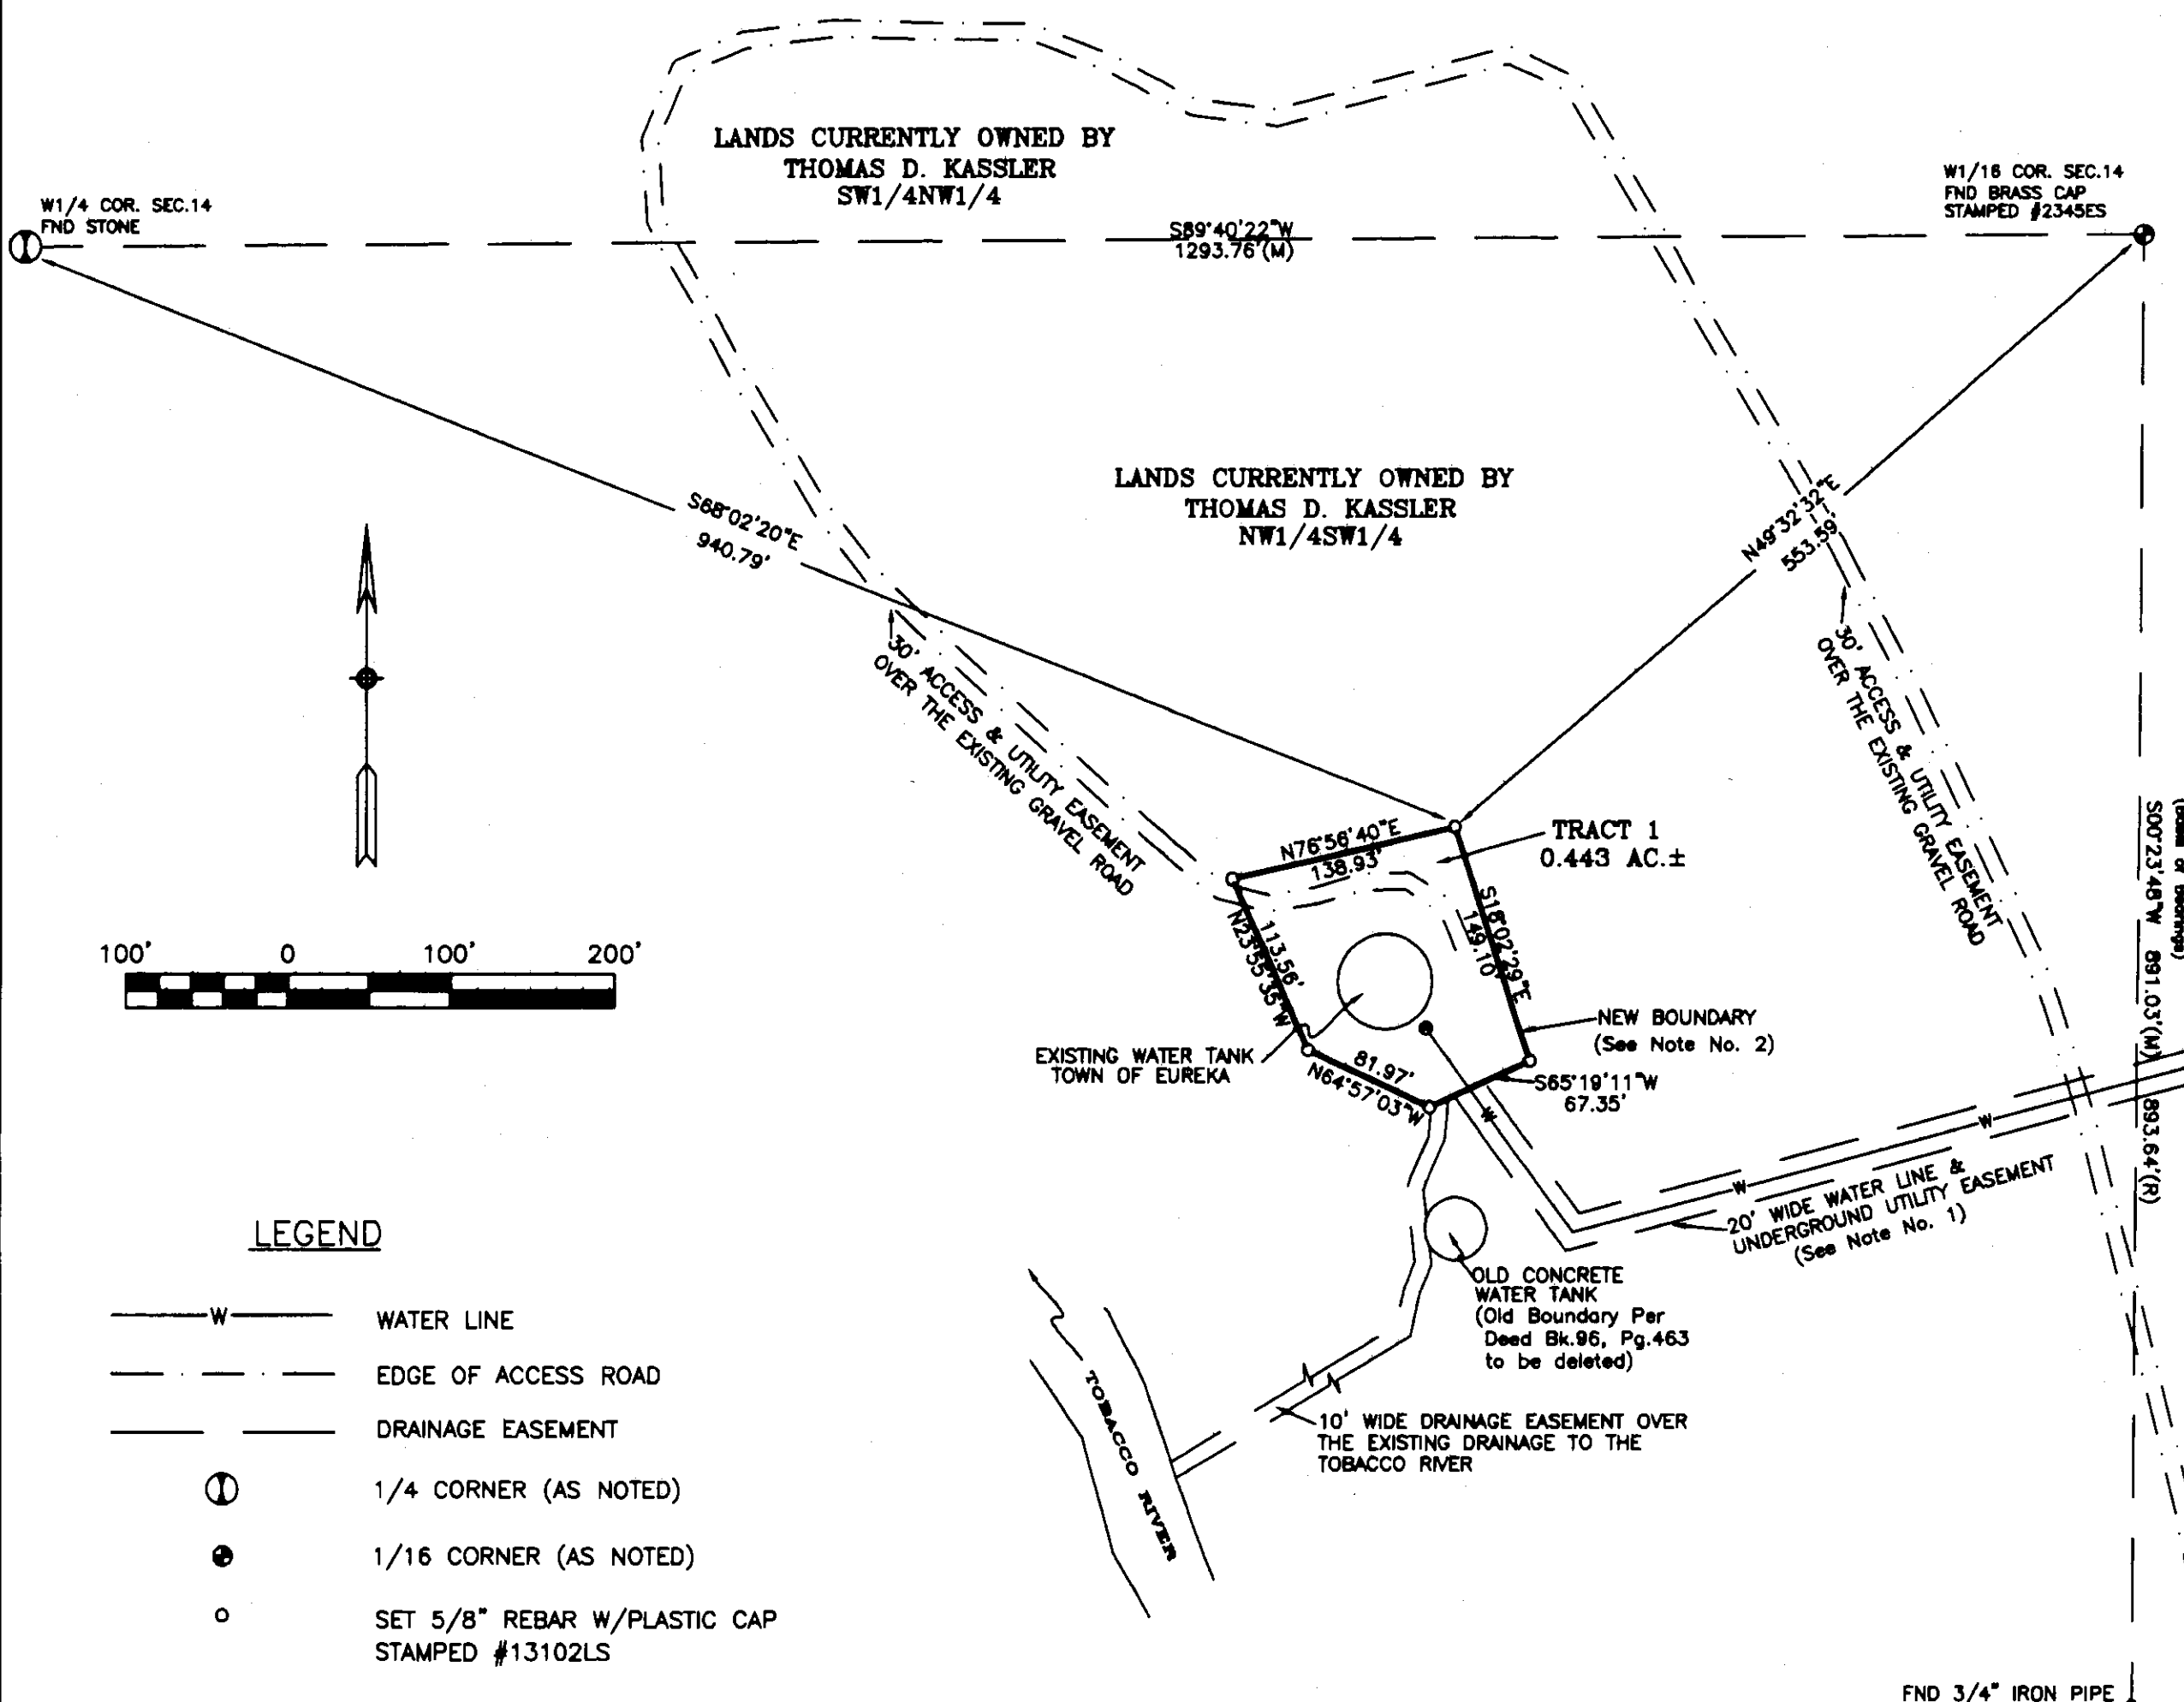 LANDS CURRENTLY OWNED BY
THOMAS D. KASSLER
SW1/4NW1/4
W1/4 COR. SEC.14
FND STONE
W1/16 COR. SEC.14
FND BRASS CAP
STAMPED #2345ES
S89°40'22"W
1293.76'(M)
LANDS CURRENTLY OWNED BY
THOMAS D. KASSLER
NW1/4SW1/4
S68°02'20"E
940.79'
N49°32'32"E
553.59'
30' ACCESS & UTILITY EASEMENT
OVER THE EXISTING GRAVEL ROAD
30' ACCESS & UTILITY EASEMENT
OVER THE EXISTING GRAVEL ROAD
S00°23'48"W 891.03'(M) 893.64'(R)
N76°56'40"E
138.93'
TRACT 1
0.443 AC.±
S18°02'29"E
149.10'
113.56'
N23°55'35"W
100' 0 100' 200'
NEW BOUNDARY
(See Note No. 2)
EXISTING WATER TANK
TOWN OF EUREKA
81.97'
N64°57'03"W
S65°19'11"W
67.35'
W
W
W
20' WIDE WATER LINE &
UNDERGROUND UTILITY EASEMENT
(See Note No. 1)
OLD CONCRETE
WATER TANK
(Old Boundary Per
Deed Bk.96, Pg.463
to be deleted)
10' WIDE DRAINAGE EASEMENT OVER
THE EXISTING DRAINAGE TO THE
TOBACCO RIVER
TOBACCO RIVER
LEGEND
W WATER LINE
EDGE OF ACCESS ROAD
DRAINAGE EASEMENT
1/4 CORNER (AS NOTED)
1/16 CORNER (AS NOTED)
SET 5/8" REBAR W/PLASTIC CAP
STAMPED #13102LS
FND 3/4" IRON PIPE